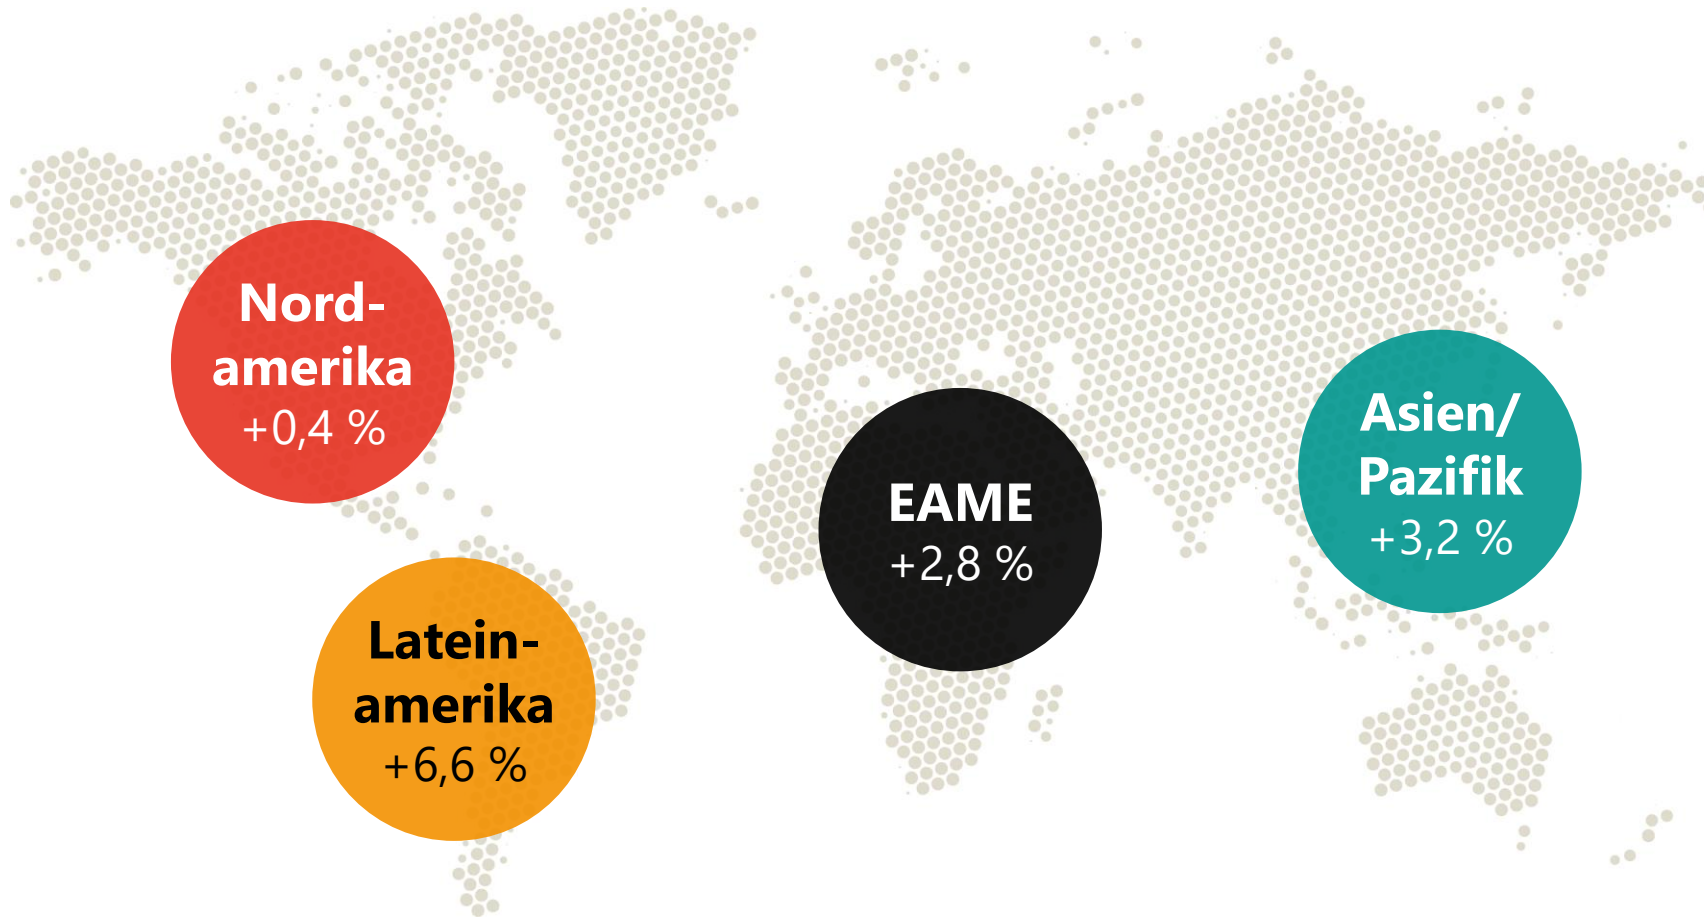 Nord-
amerika
+0,4 %
EAME
+2,8 %
Asien/
Pazifik
+3,2 %
Latein-
amerika
+6,6 %